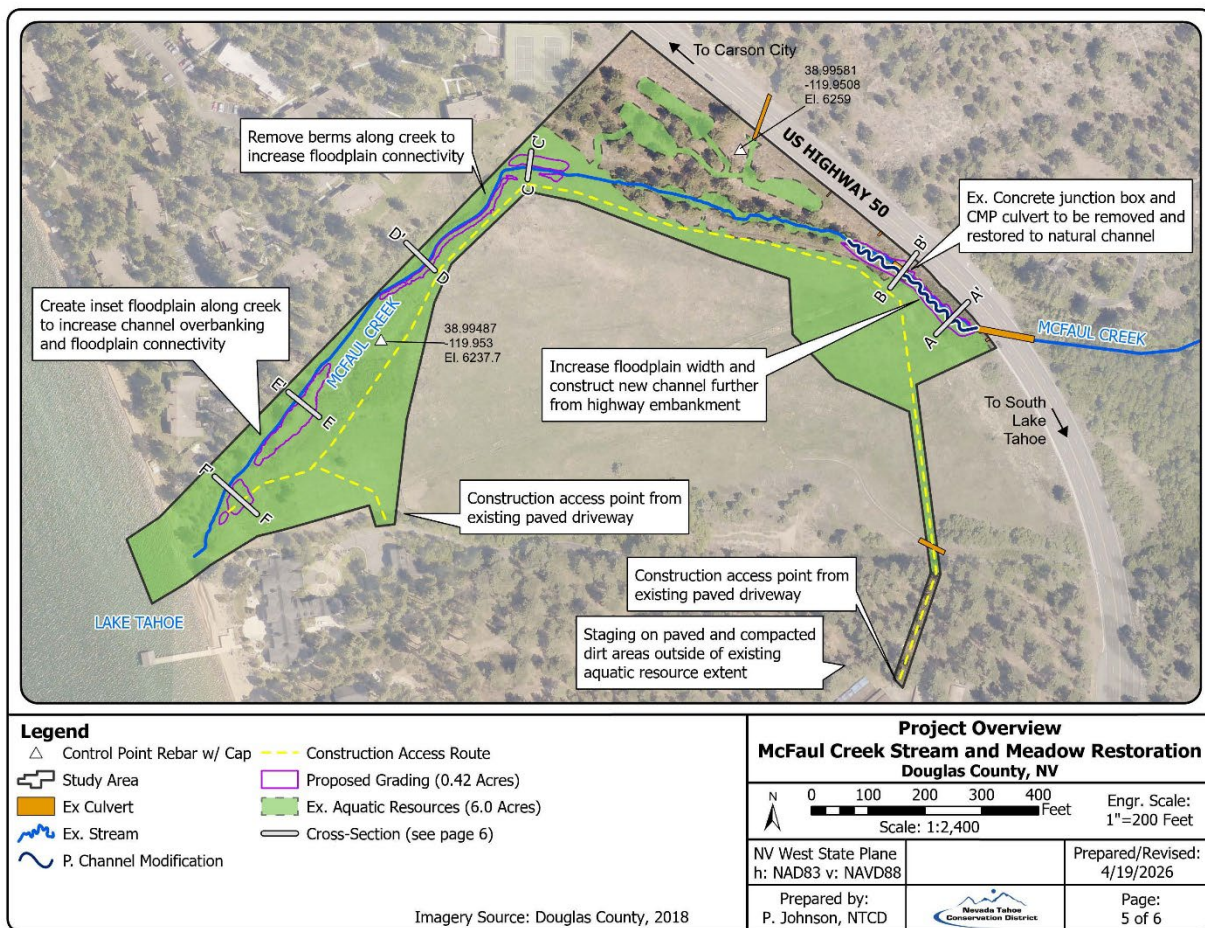 To Carson City
38.99581
-119.9508
El. 6259
Remove berms along creek to
increase floodplain connectivity
C'
C
US HIGHWAY 50
Ex. Concrete junction box and
CMP culvert to be removed and
restored to natural channel
D'
D
B'
B
A'
A
Create inset floodplain along creek
to increase channel overbanking
and floodplain connectivity
MCFAUL CREEK
38.99487
-119.953
El. 6237.7
MCFAUL CREEK
Increase floodplain width and
construct new channel further
from highway embankment
To South
Lake
Tahoe
E'
E
F'
F
Construction access point from
existing paved driveway
Construction access point from
existing paved driveway
Staging on paved and compacted
dirt areas outside of existing
aquatic resource extent
LAKE TAHOE
Legend
Control Point Rebar w/ Cap
Study Area
Ex Culvert
Ex. Stream
P. Channel Modification
Construction Access Route
Proposed Grading (0.42 Acres)
Ex. Aquatic Resources (6.0 Acres)
Cross-Section (see page 6)
Imagery Source: Douglas County, 2018
Project Overview
McFaul Creek Stream and Meadow Restoration
Douglas County, NV
N
0 100 200 300 400
Feet
Scale: 1:2,400
Engr. Scale:
1"=200 Feet
NV West State Plane
h: NAD83 v: NAVD88
Prepared/Revised:
4/19/2026
Prepared by:
P. Johnson, NTCD
Nevada Tahoe
Conservation District
Page:
5 of 6